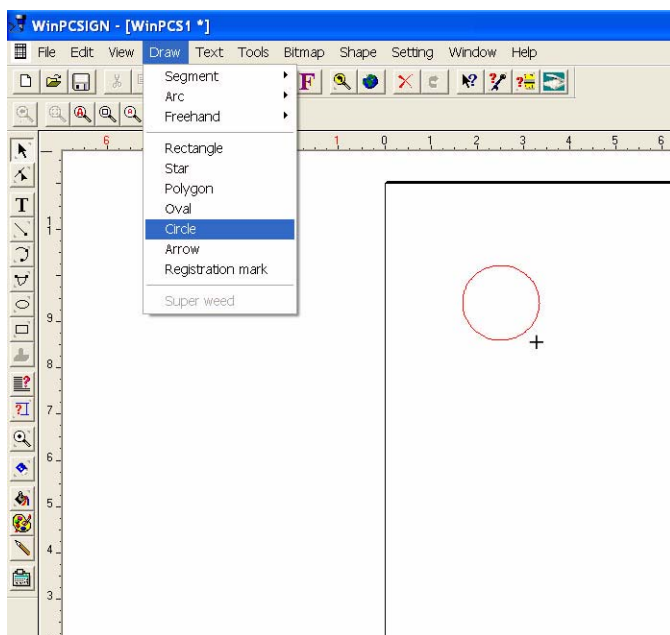 WinPCSIGN - [WinPCS1 *]
File Edit View Draw Text Tools Bitmap Shape Setting Window Help
Segment
Arc
Freehand
Rectangle
Star
Polygon
Oval
Circle
Arrow
Registration mark
Super weed
F
A
6 1 0 1 2 3 4 5 6
T
1
9
8
7
6
5
4
3